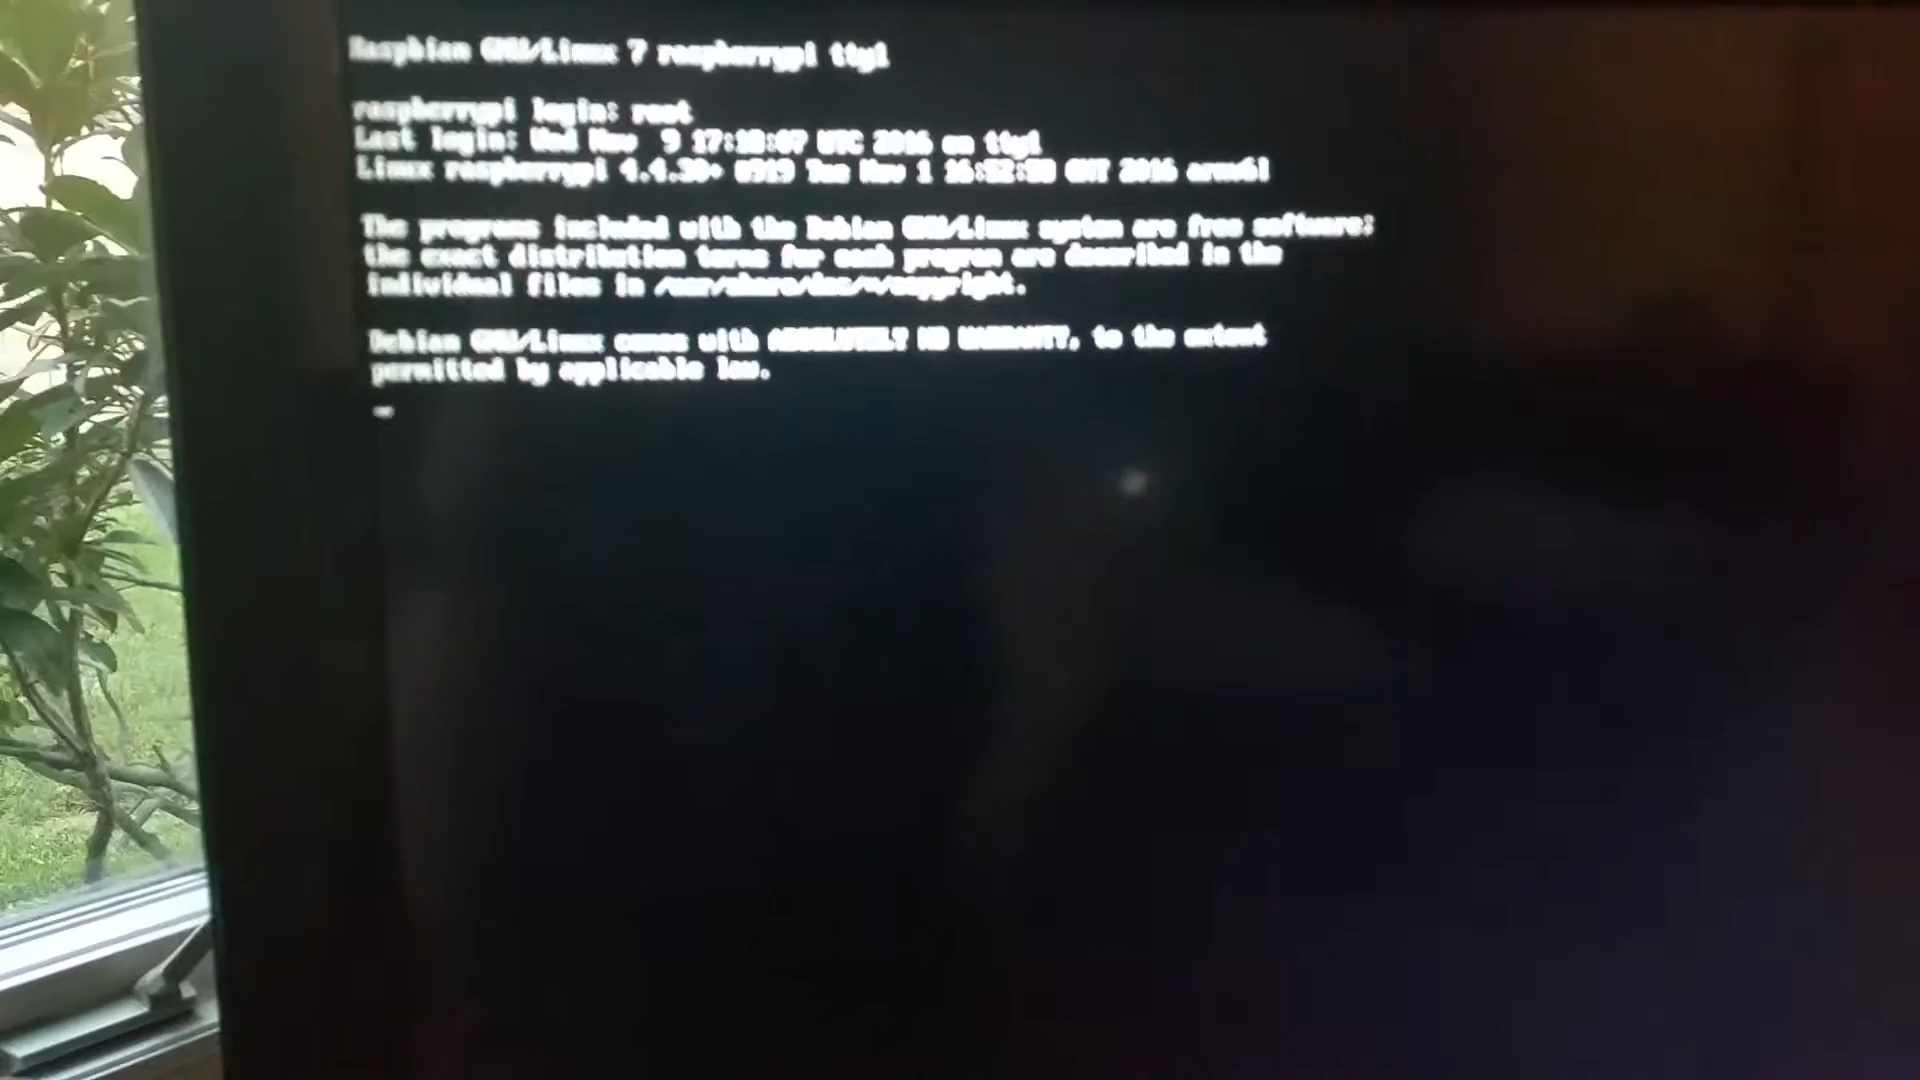 Raspbian GNU/Linux 7 raspberrypi tty1
raspberrypi login: root
Last login: Wed Nov  9 17:18:07 UTC 2016 on tty1
Linux raspberrypi 4.4.30+ #919 Tue Nov 1 16:52:50 GMT 2016 armv6l
The programs included with the Debian GNU/Linux system are free software;
the exact distribution terms for each program are described in the
individual files in /usr/share/doc/*/copyright.
Debian GNU/Linux comes with ABSOLUTELY NO WARRANTY, to the extent
permitted by applicable law.